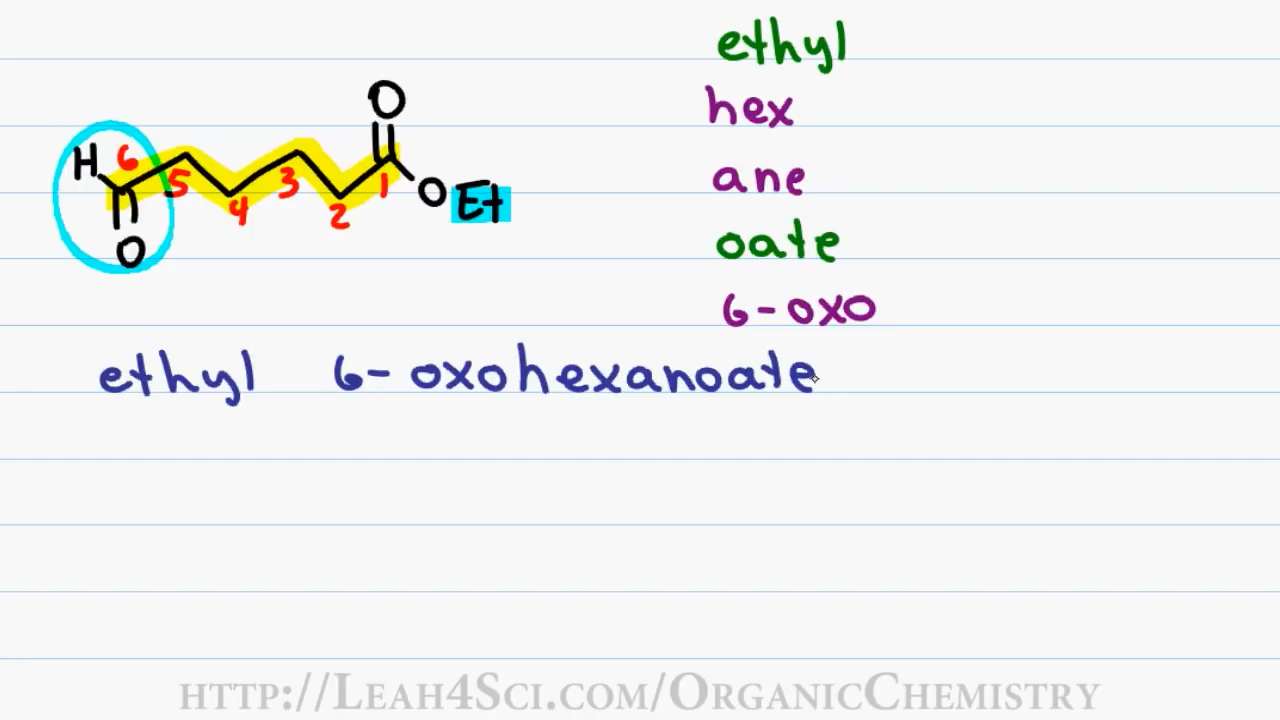 ethyl
hex
ane
oate
6-oxo
O
H 6 5 4 3 2 1
O Et
O
ethyl 6-oxohexanoate
HTTP://LEAH4SCI.COM/ORGANICCHEMISTRY